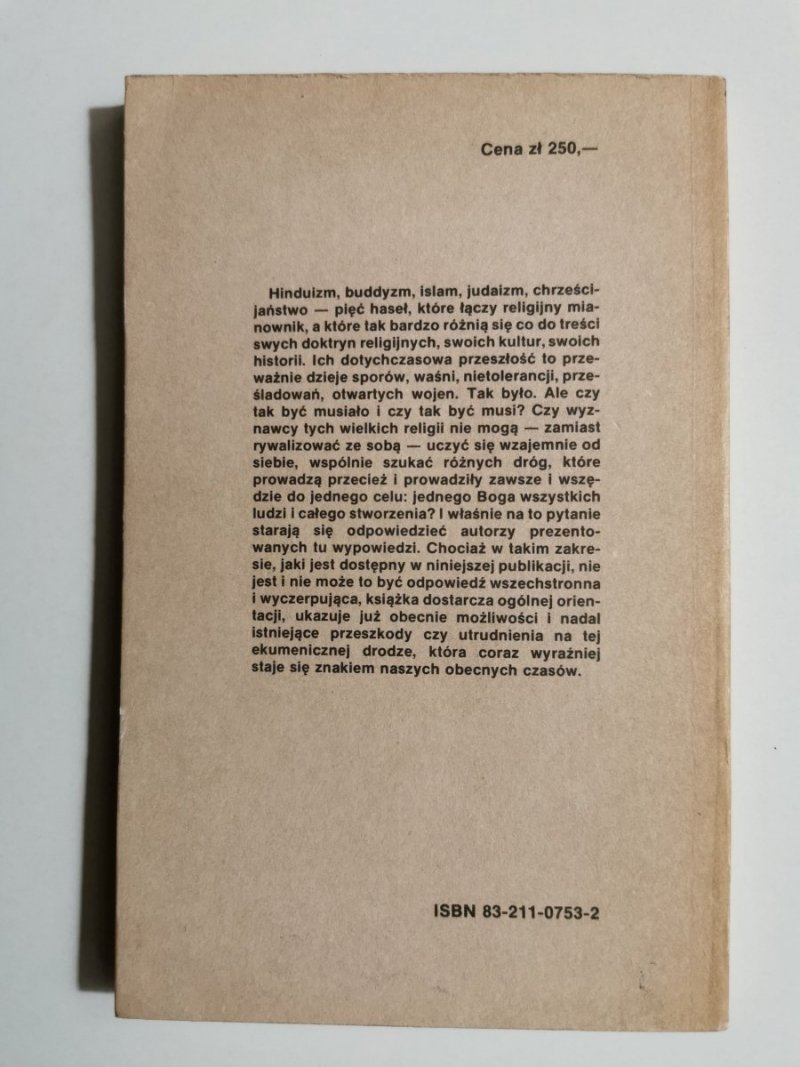 Cena zł 250,—
Hinduizm, buddyzm, islam, judaizm, chrześci-
jaństwo — pięć haseł, które łączy religijny mia-
nownik, a które tak bardzo różnią się co do treści
swych doktryn religijnych, swoich kultur, swoich
historii. Ich dotychczasowa przeszłość to prze-
ważnie dzieje sporów, waśni, nietolerancji, prze-
śladowań, otwartych wojen. Tak było. Ale czy
tak być musiało i czy tak być musi? Czy wyz-
nawcy tych wielkich religii nie mogą — zamiast
rywalizować ze sobą — uczyć się wzajemnie od
siebie, wspólnie szukać różnych dróg, które
prowadzą przecież i prowadziły zawsze i wszę-
dzie do jednego celu: jednego Boga wszystkich
ludzi i całego stworzenia? I właśnie na to pytanie
starają się odpowiedzieć autorzy prezento-
wanych tu wypowiedzi. Chociaż w takim zakre-
sie, jaki jest dostępny w niniejszej publikacji, nie
jest i nie może to być odpowiedź wszechstronna
i wyczerpująca, książka dostarcza ogólnej orien-
tacji, ukazuje już obecnie możliwości i nadal
istniejące przeszkody czy utrudnienia na tej
ekumenicznej drodze, która coraz wyraźniej
staje się znakiem naszych obecnych czasów.
ISBN 83-211-0753-2